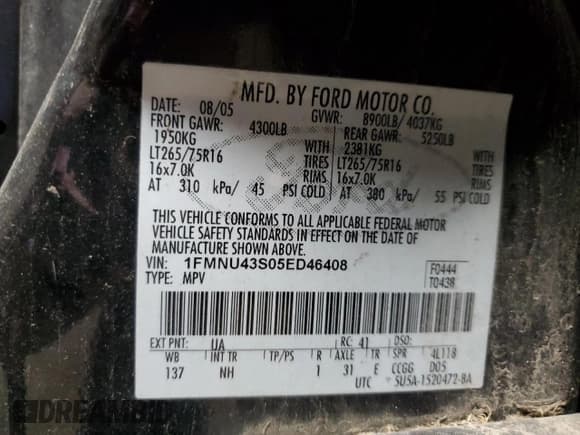 MFD. BY FORD MOTOR CO.
DATE: 08/05 GVWR: 8900LB/ 4037KG
FRONT GAWR: 4300LB REAR GAWR: 5250LB
1950KG WITH 2381KG WITH
LT265/75R16 TIRES LT265/75R16 TIRES
16x7.0K RIMS 16x7.0K RIMS
AT 310 kPa/ 45 PSI COLD AT 380 kPa/ 55 PSI COLD
THIS VEHICLE CONFORMS TO ALL APPLICABLE FEDERAL MOTOR
VEHICLE SAFETY STANDARDS IN EFFECT ON THE DATE OF
MANUFACTURE SHOWN ABOVE.
VIN: 1FMNU43S05ED46408 F0444
TYPE: MPV T0438
EXT PNT: UA RC: 41 DSO:
WB INT TR TP/PS R AXLE TR SPR 4L118
137 NH 1 31 E CCGG D05
UTC SU5A-1520472-BA
DREAMBID